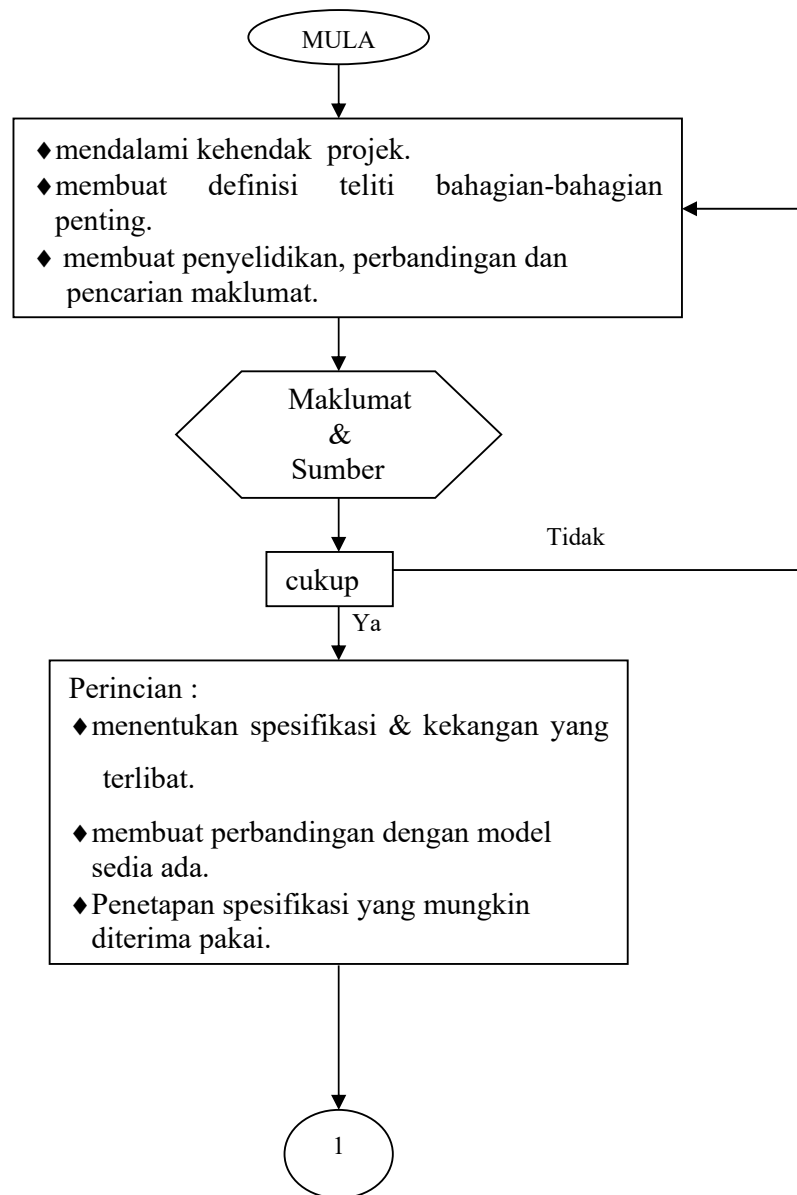 MULA
♦mendalami kehendak projek.
♦membuat definisi teliti bahagian-bahagian
penting.
♦ membuat penyelidikan, perbandingan dan
pencarian maklumat.
Maklumat
&
Sumber
Tidak
cukup
Ya
Perincian :
♦menentukan spesifikasi & kekangan yang
terlibat.
♦membuat perbandingan dengan model
sedia ada.
♦Penetapan spesifikasi yang mungkin
diterima pakai.
1